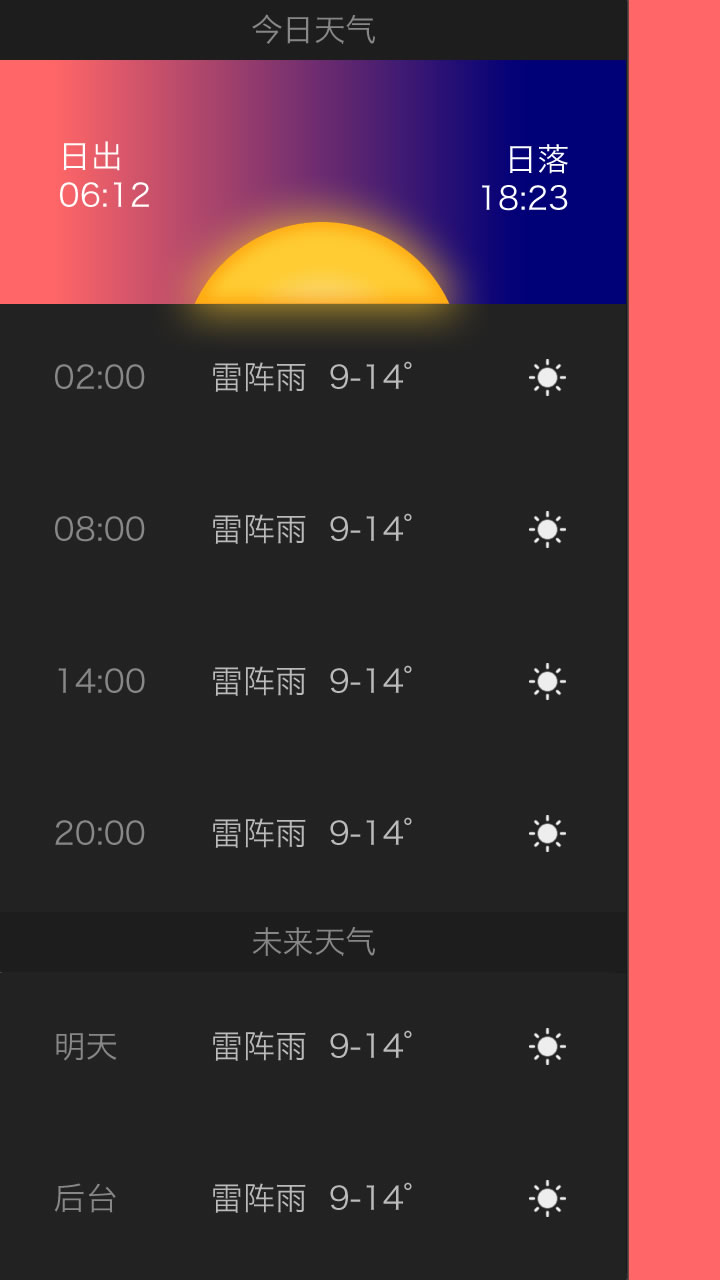 今日天气
日出 日落
06:12 18:23
02:00 雷阵雨 9-14°
08:00 雷阵雨 9-14°
14:00 雷阵雨 9-14°
20:00 雷阵雨 9-14°
未来天气
明天 雷阵雨 9-14°
后台 雷阵雨 9-14°